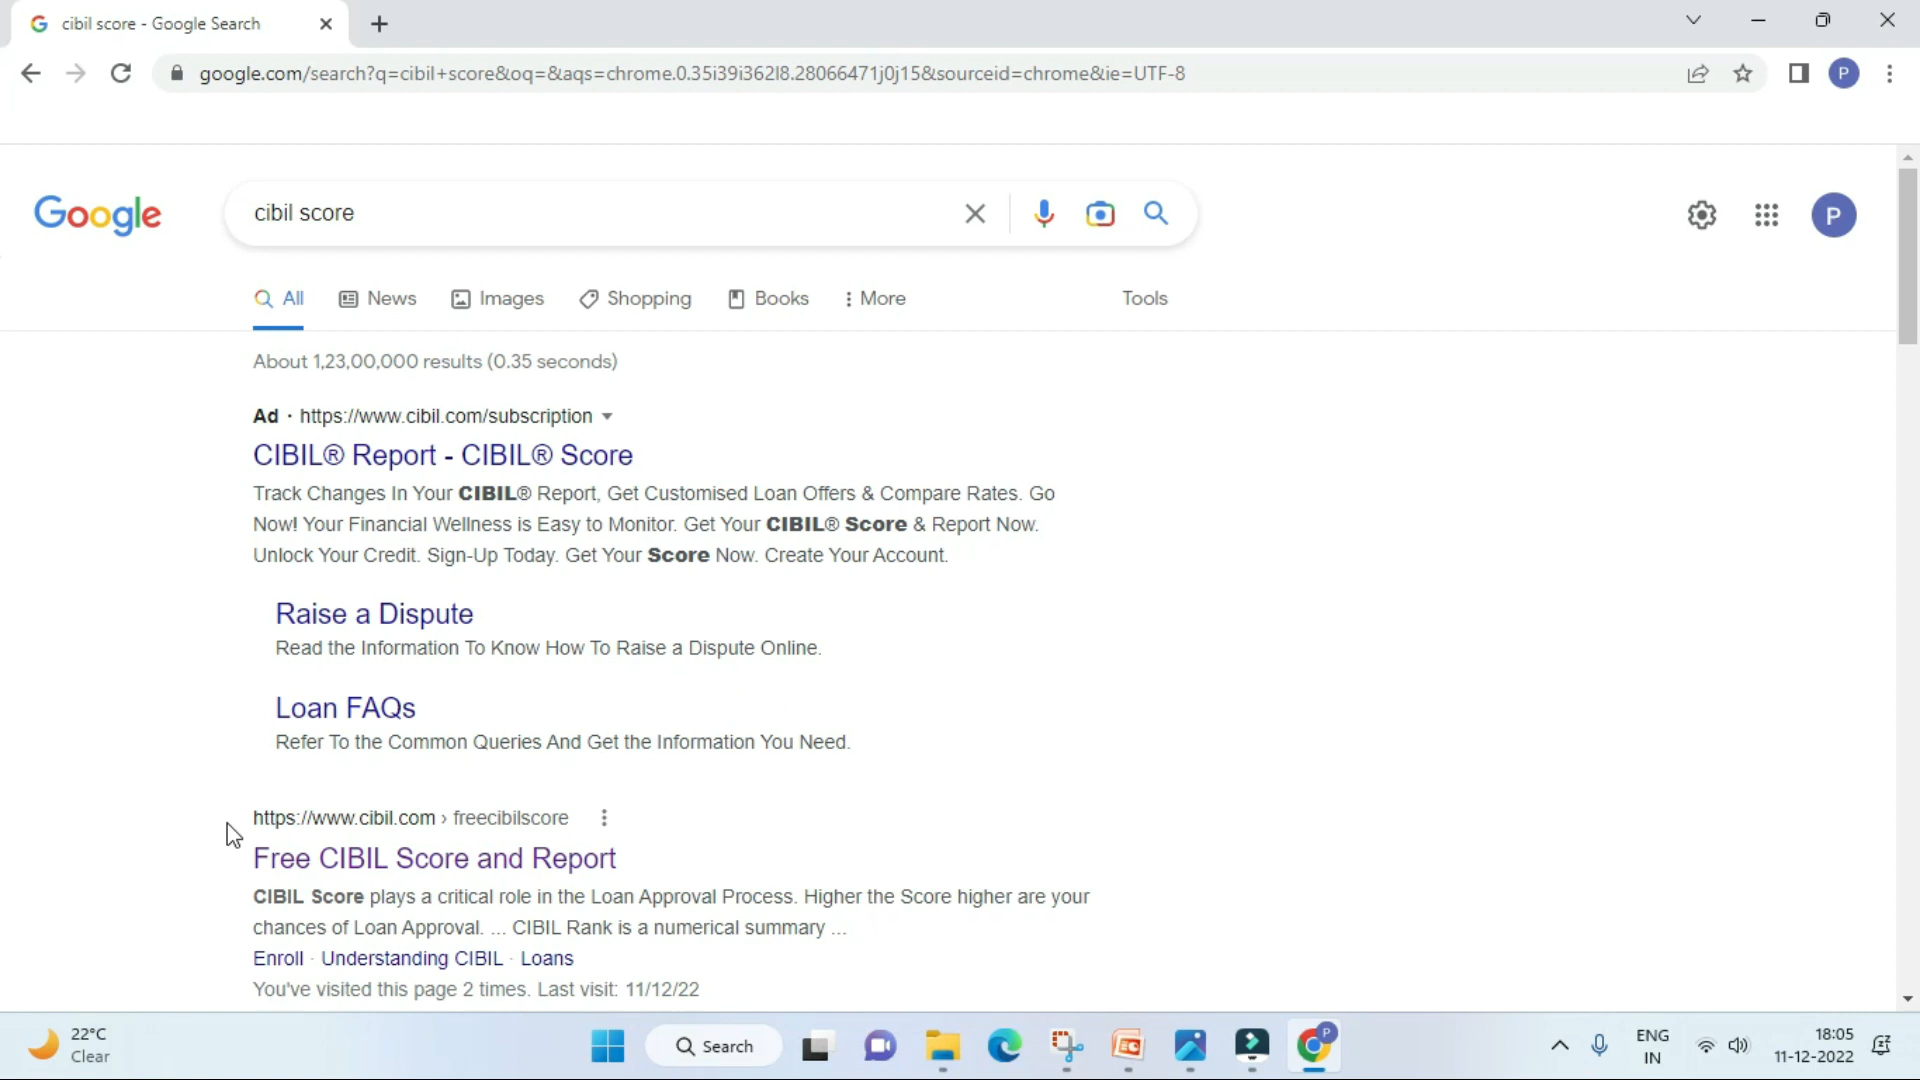 cibil score - Google Search
google.com/search?q=cibil+score&oq=&aqs=chrome.0.35i39i362l8.28066471j0j15&sourceid=chrome&ie=UTF-8
P
Google
cibil score
P
All News Images Shopping Books More Tools
About 1,23,00,000 results (0.35 seconds)
Ad · https://www.cibil.com/subscription
CIBIL® Report - CIBIL® Score
Track Changes In Your CIBIL® Report, Get Customised Loan Offers & Compare Rates. Go
Now! Your Financial Wellness is Easy to Monitor. Get Your CIBIL® Score & Report Now.
Unlock Your Credit. Sign-Up Today. Get Your Score Now. Create Your Account.
Raise a Dispute
Read the Information To Know How To Raise a Dispute Online.
Loan FAQs
Refer To the Common Queries And Get the Information You Need.
https://www.cibil.com › freecibilscore
Free CIBIL Score and Report
CIBIL Score plays a critical role in the Loan Approval Process. Higher the Score higher are your
chances of Loan Approval. ... CIBIL Rank is a numerical summary ...
Enroll · Understanding CIBIL · Loans
You've visited this page 2 times. Last visit: 11/12/22
22°C
Clear
Search
P
ENG
IN
18:05
11-12-2022